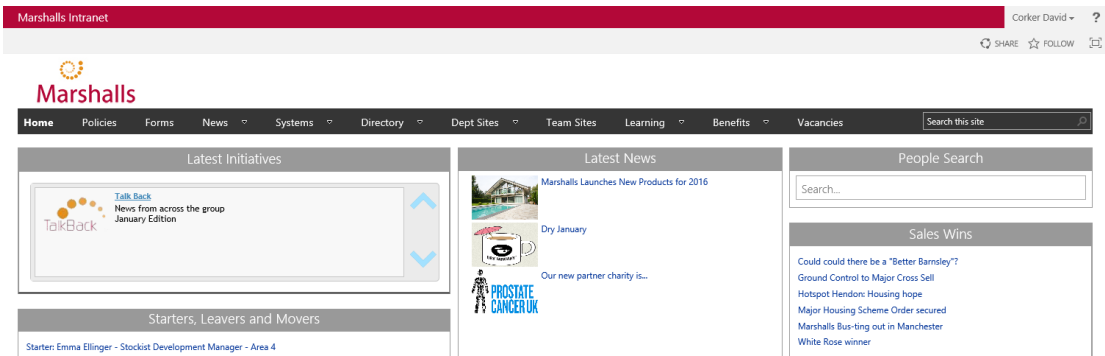 Marshalls Intranet
Corker David
?
SHARE
FOLLOW
Marshalls
Home Policies Forms News Systems Directory Dept Sites Team Sites Learning Benefits Vacancies
Search this site
Latest Initiatives
TalkBack
Talk Back
News from across the group
January Edition
Starters, Leavers and Movers
Starter: Emma Ellinger - Stockist Development Manager - Area 4
Latest News
Marshalls Launches New Products for 2016
DRY JANUARY
Dry January
PROSTATE
CANCER UK
Our new partner charity is...
People Search
Search...
Sales Wins
Could could there be a "Better Barnsley"?
Ground Control to Major Cross Sell
Hotspot Hendon: Housing hope
Major Housing Scheme Order secured
Marshalls Bus-ting out in Manchester
White Rose winner